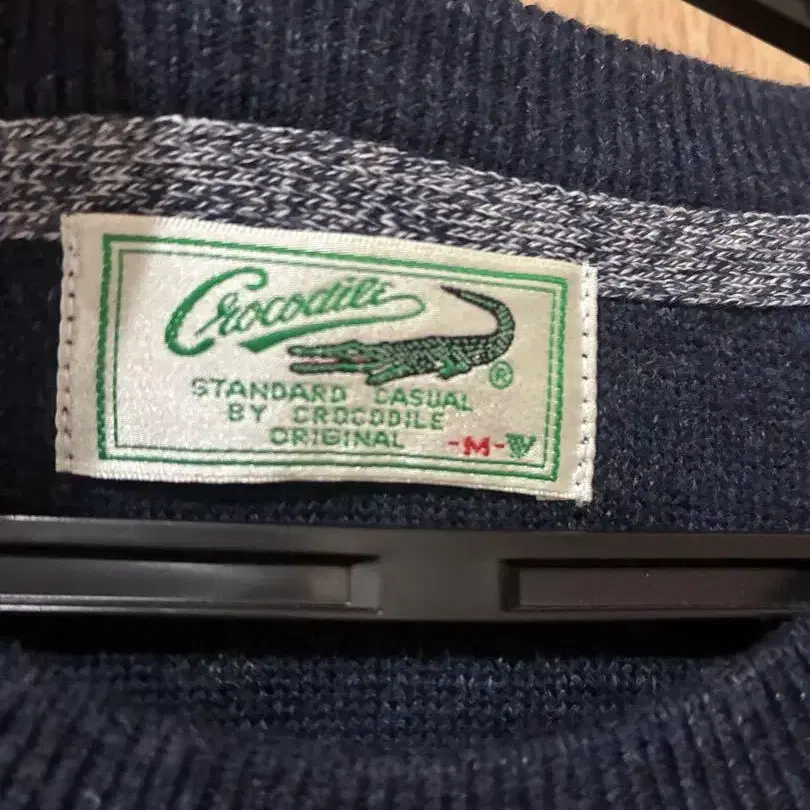 Crocodile
®
STANDARD CASUAL
BY CROCODILE
ORIGINAL -M-